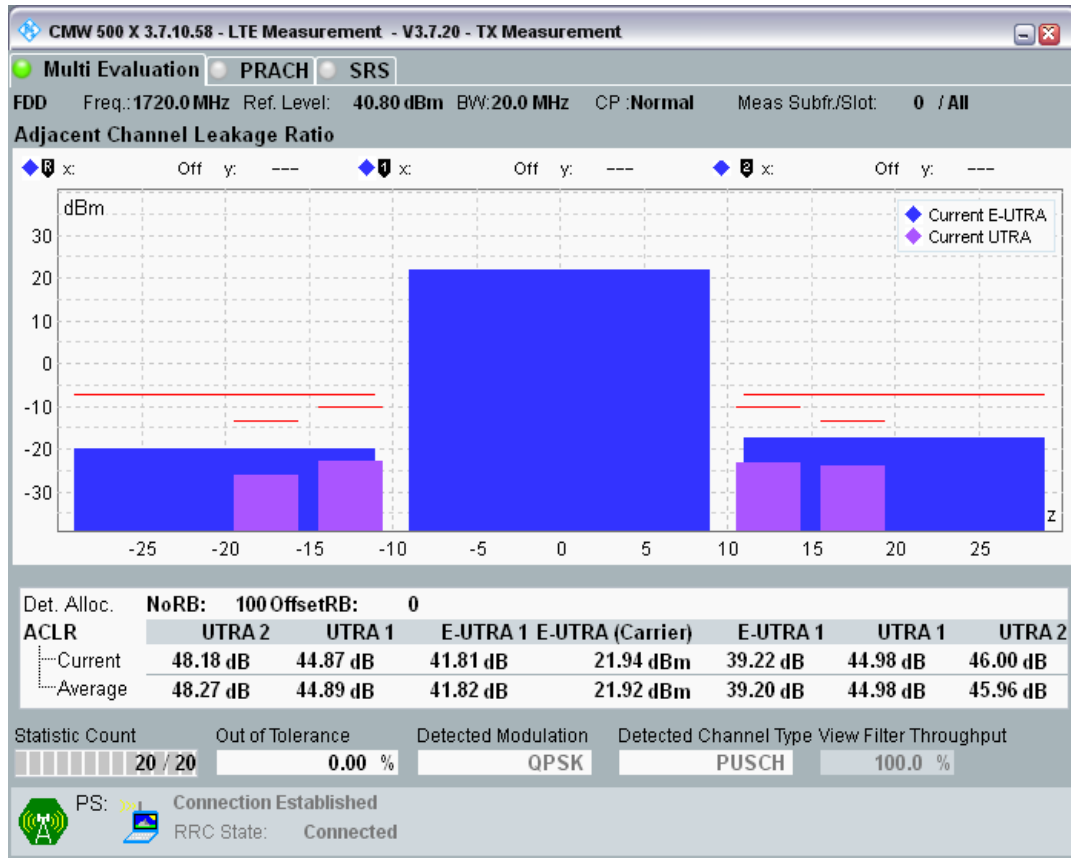 CMW 500 X 3.7.10.58 - LTE Measurement - V3.7.20 - TX Measurement
Multi Evaluation PRACH SRS
FDD Freq.:1720.0 MHz Ref. Level: 40.80 dBm BW:20.0 MHz CP :Normal Meas Subfr./Slot: 0 / All
Adjacent Channel Leakage Ratio
R x: Off y: --- 1 x: Off y: --- 2 x: Off y: ---
dBm
Current E-UTRA
Current UTRA
30
20
10
0
-10
-20
-30
z
-25 -20 -15 -10 -5 0 5 10 15 20 25
Det. Alloc. NoRB: 100 OffsetRB: 0
ACLR UTRA 2 UTRA 1 E-UTRA 1 E-UTRA (Carrier) E-UTRA 1 UTRA 1 UTRA 2
Current 48.18 dB 44.87 dB 41.81 dB 21.94 dBm 39.22 dB 44.98 dB 46.00 dB
Average 48.27 dB 44.89 dB 41.82 dB 21.92 dBm 39.20 dB 44.98 dB 45.96 dB
Statistic Count Out of Tolerance Detected Modulation Detected Channel Type View Filter Throughput
20 / 20 0.00 % QPSK PUSCH 100.0 %
PS: Connection Established
RRC State: Connected